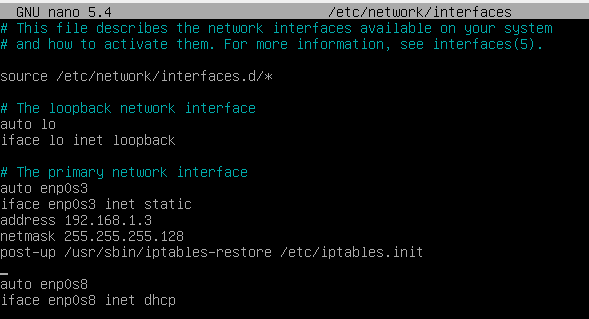 GNU nano 5.4 /etc/network/interfaces
# This file describes the network interfaces available on your system
# and how to activate them. For more information, see interfaces(5).
source /etc/network/interfaces.d/*
# The loopback network interface
auto lo
iface lo inet loopback
# The primary network interface
auto enp0s3
iface enp0s3 inet static
address 192.168.1.3
netmask 255.255.255.128
post-up /usr/sbin/iptables-restore /etc/iptables.init
auto enp0s8
iface enp0s8 inet dhcp